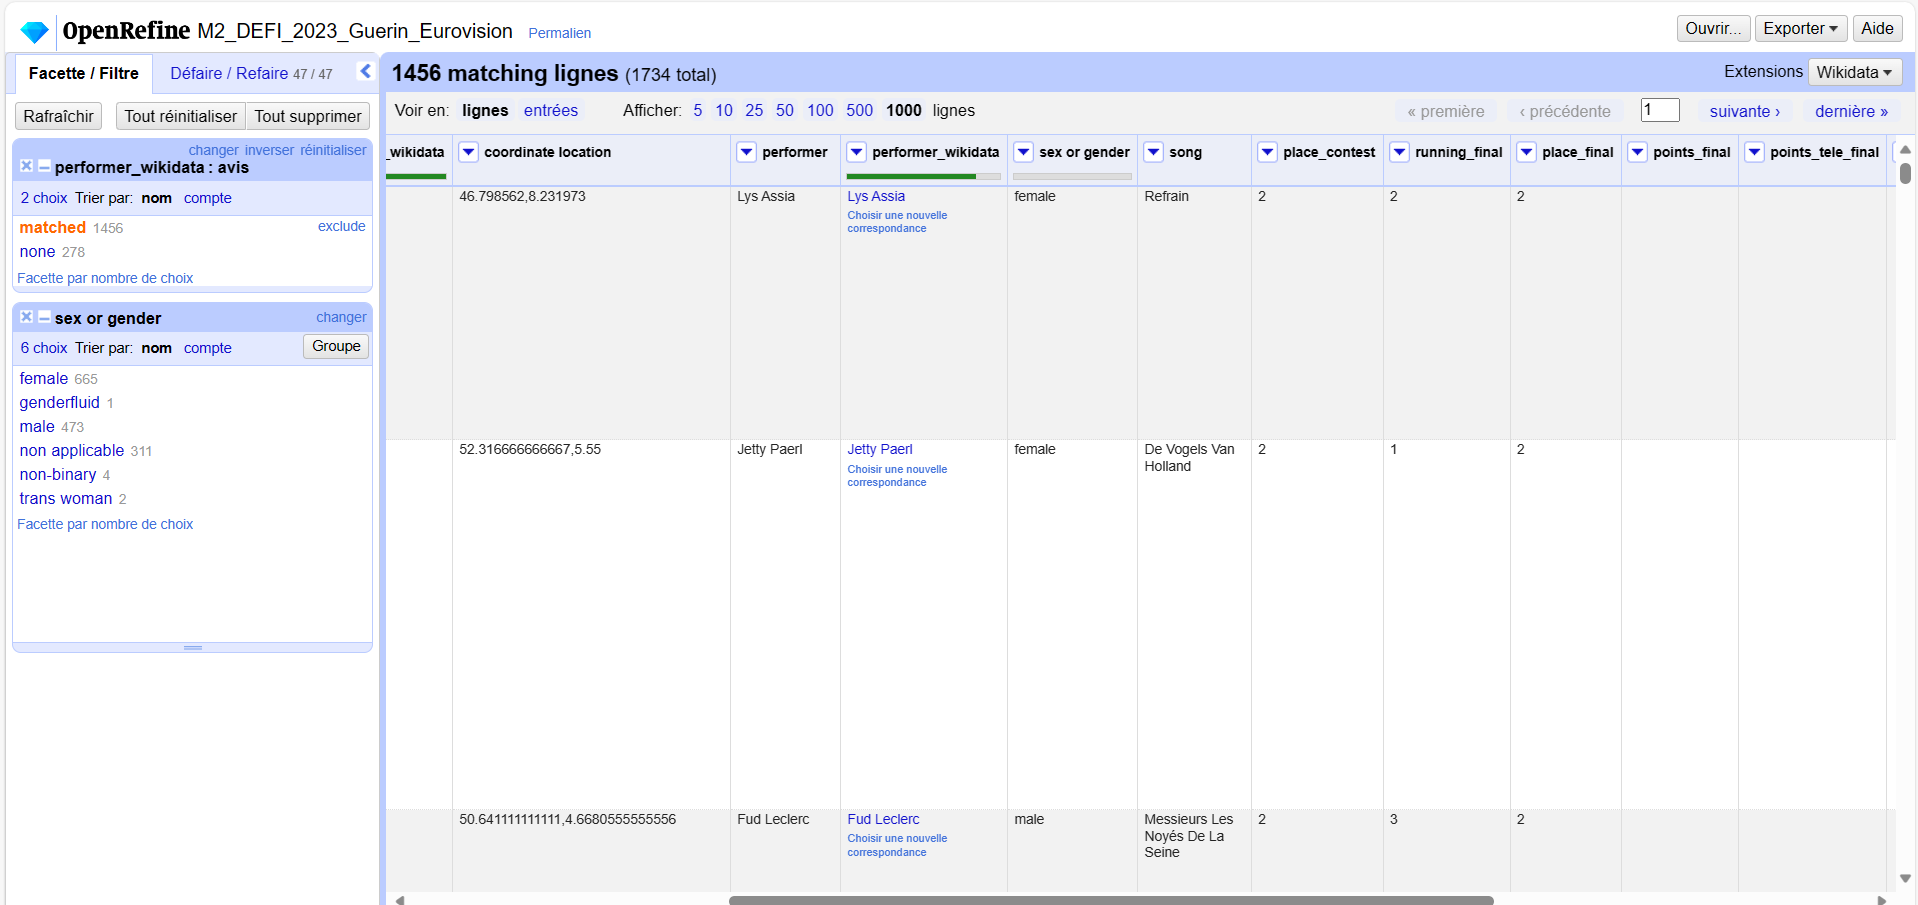 OpenRefine M2_DEFI_2023_Guerin_Eurovision Permalien
Ouvrir... Exporter Aide
Facette / Filtre Défaire / Refaire 47 / 47
Rafraîchir Tout réinitialiser Tout supprimer
changer inverser réinitialiser
performer_wikidata : avis
2 choix Trier par: nom compte
matched 1456 exclude
none 278
Facette par nombre de choix
sex or gender changer
6 choix Trier par: nom compte Groupe
female 665
genderfluid 1
male 473
non applicable 311
non-binary 4
trans woman 2
Facette par nombre de choix
1456 matching lignes (1734 total)
Extensions Wikidata
Voir en: lignes entrées Afficher: 5 10 25 50 100 500 1000 lignes
« première ‹ précédente 1 suivante › dernière »
_wikidata coordinate location performer performer_wikidata sex or gender song place_contest running_final place_final points_final points_tele_final
46.798562,8.231973 Lys Assia Lys Assia female Refrain 2 2 2
Choisir une nouvelle
correspondance
52.316666666667,5.55 Jetty Paerl Jetty Paerl female De Vogels Van 2 1 2
Holland
Choisir une nouvelle
correspondance
50.641111111111,4.6680555555556 Fud Leclerc Fud Leclerc male Messieurs Les 2 3 2
Noyés De La
Seine
Choisir une nouvelle
correspondance